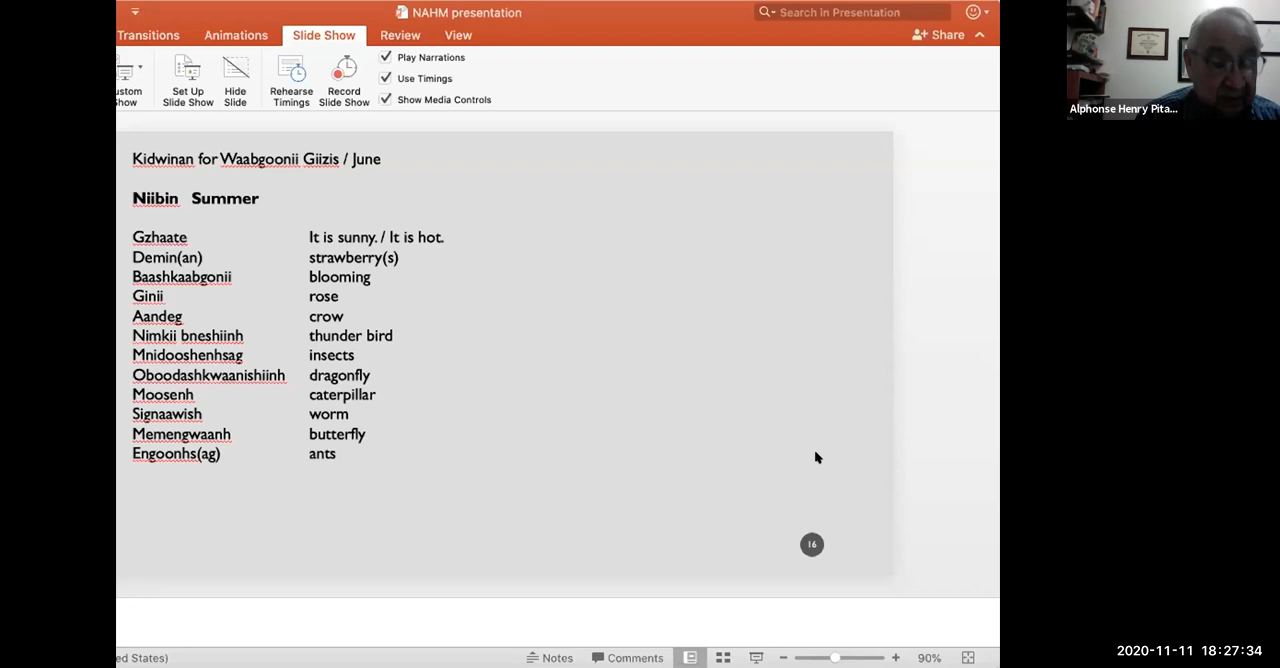 NAHM presentation
Search in Presentation
Transitions Animations Slide Show Review View
Share
ustom Show
Set Up Slide Show
Hide Slide
Rehearse Timings
Record Slide Show
Play Narrations
Use Timings
Show Media Controls
Alphonse Henry Pita...
Kidwinan for Waabgoonii Giizis / June
Niibin Summer
Gzhaate It is sunny. / It is hot.
Demin(an) strawberry(s)
Baashkaabgonii blooming
Ginii rose
Aandeg crow
Nimkii bneshiinh thunder bird
Mnidooshenhsag insects
Oboodashkwaanishiinh dragonfly
Moosenh caterpillar
Signaawish worm
Memengwaanh butterfly
Engoonhs(ag) ants
16
ed States) Notes Comments 90%
2020-11-11 18:27:34